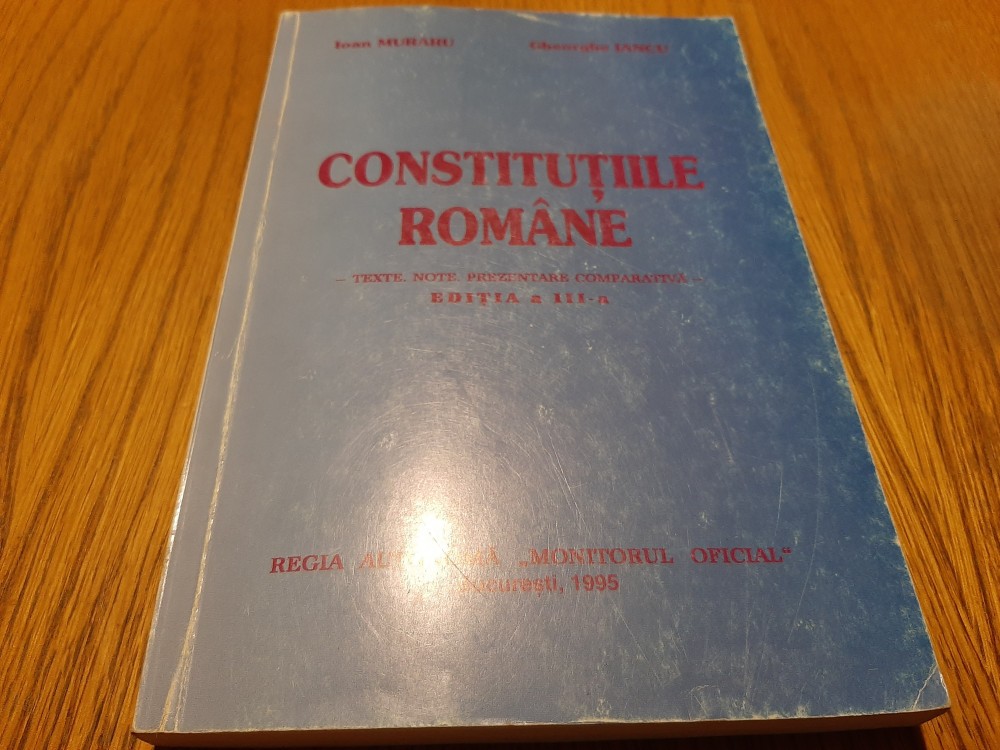 Ioan MURARU Gheorghe IANCU
CONSTITUȚIILE
ROMÂNE
– TEXTE. NOTE. PREZENTARE COMPARATIVĂ –
EDIȚIA a III-a
REGIA „MONITORUL OFICIAL“
București, 1995